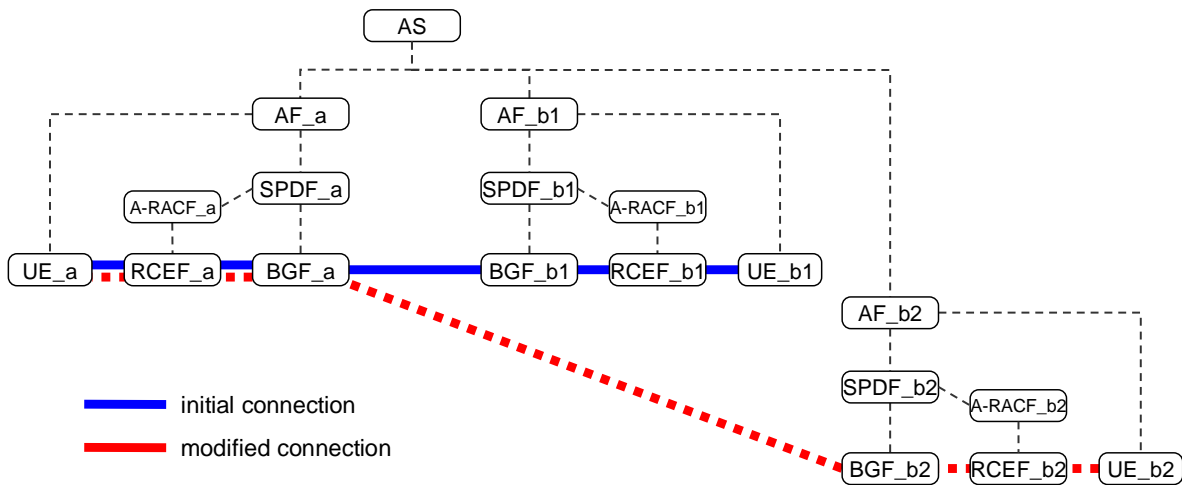 AS
AF_a
AF_b1
SPDF_a
SPDF_b1
A-RACF_a
A-RACF_b1
UE_a
RCEF_a
BGF_a
BGF_b1
RCEF_b1
UE_b1
AF_b2
SPDF_b2
A-RACF_b2
initial connection
modified connection
BGF_b2
RCEF_b2
UE_b2